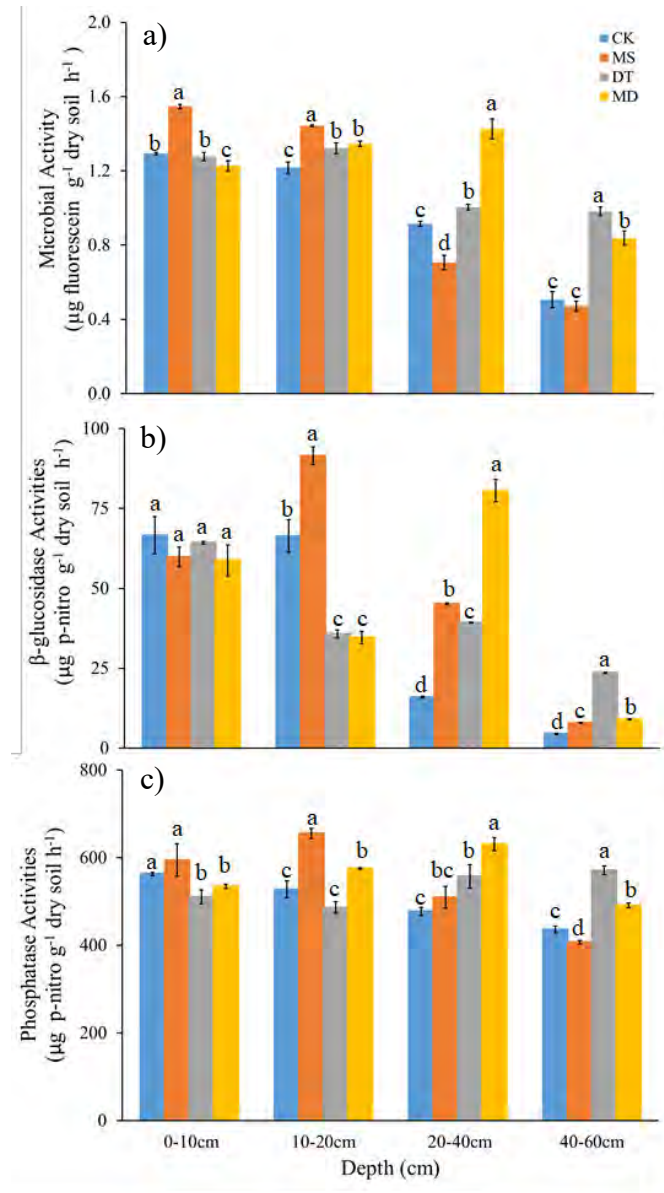 a)
CK
MS
DT
MD
Microbial Activity
(µg fluorescein g⁻¹ dry soil h⁻¹ )
2.0
1.6
1.2
0.8
0.4
0.0
b a b c
c a b b
c d b a
c c a b
b)
β-glucosidase Activities
(µg p-nitro g⁻¹ dry soil h⁻¹)
100
75
50
25
0
a a a a
b a c c
d b c a
d c a b
c)
Phosphatase Activities
(µg p-nitro g⁻¹ dry soil h⁻¹)
800
600
400
200
0
a a b b
c a c b
c bc b a
c d a b
0-10cm 10-20cm 20-40cm 40-60cm
Depth (cm)